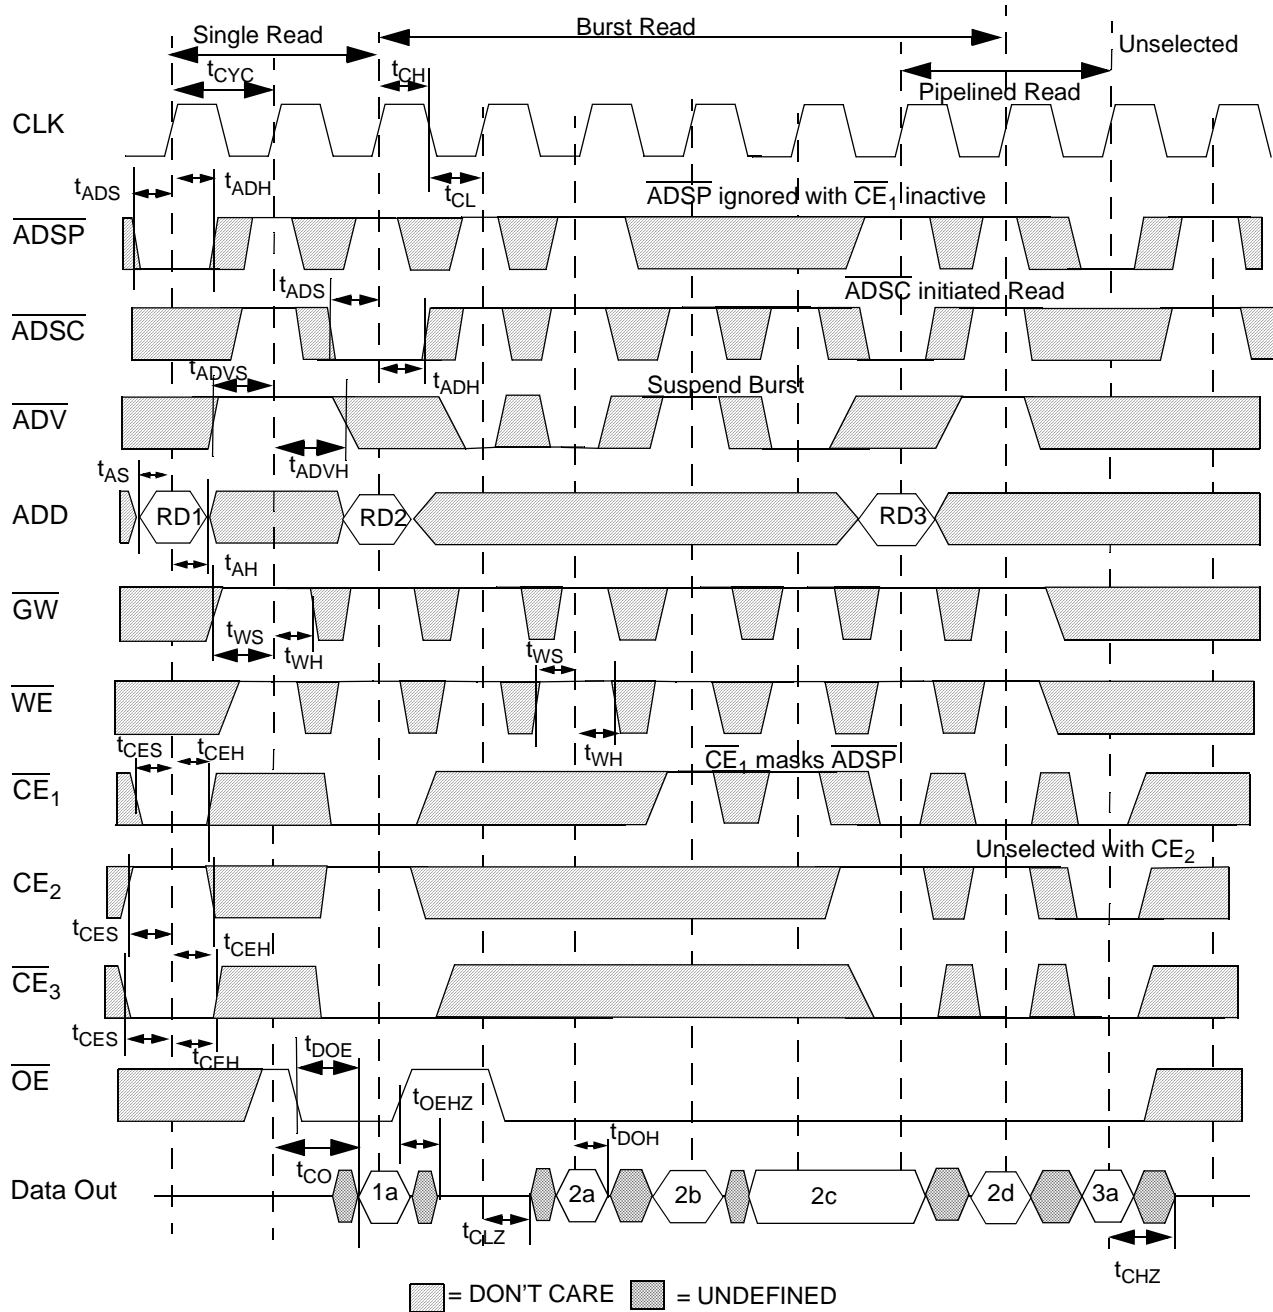 Single Read
Burst Read
Unselected
tCYC
tCH
Pipelined Read
CLK
tADS
tADH
tCL
ADSP ignored with CE1 inactive
ADSP
tADS
ADSC initiated Read
ADSC
tADVS
tADH
Suspend Burst
ADV
tADVH
tAS
ADD
RD1
RD2
RD3
tAH
GW
tWS
tWH
tWS
WE
tCES
tCEH
tWH
CE1 masks ADSP
CE1
Unselected with CE2
CE2
tCES
tCEH
CE3
tCES
tCEH
tDOE
OE
tOEHZ
tDOH
tCO
Data Out
1a
2a
2b
2c
2d
3a
tCLZ
tCHZ
= DON'T CARE
= UNDEFINED